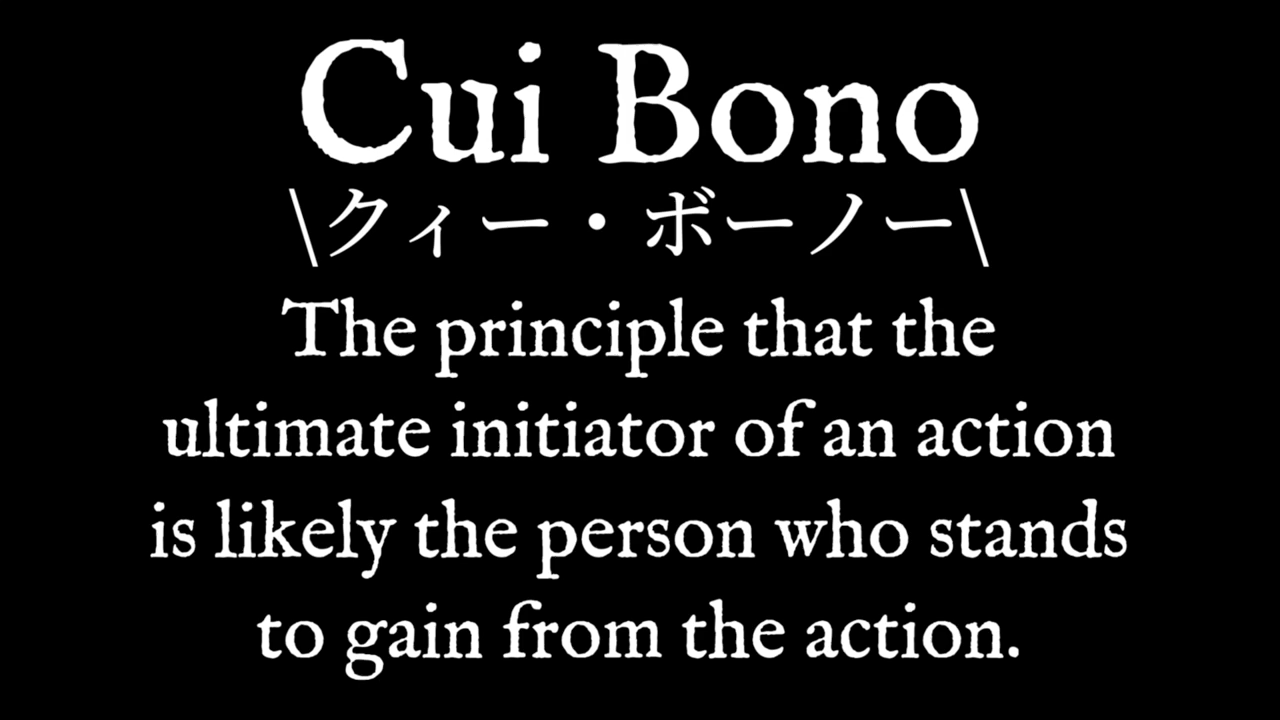 Cui Bono
\クィー・ボーノー\
The principle that the
ultimate initiator of an action
is likely the person who stands
to gain from the action.